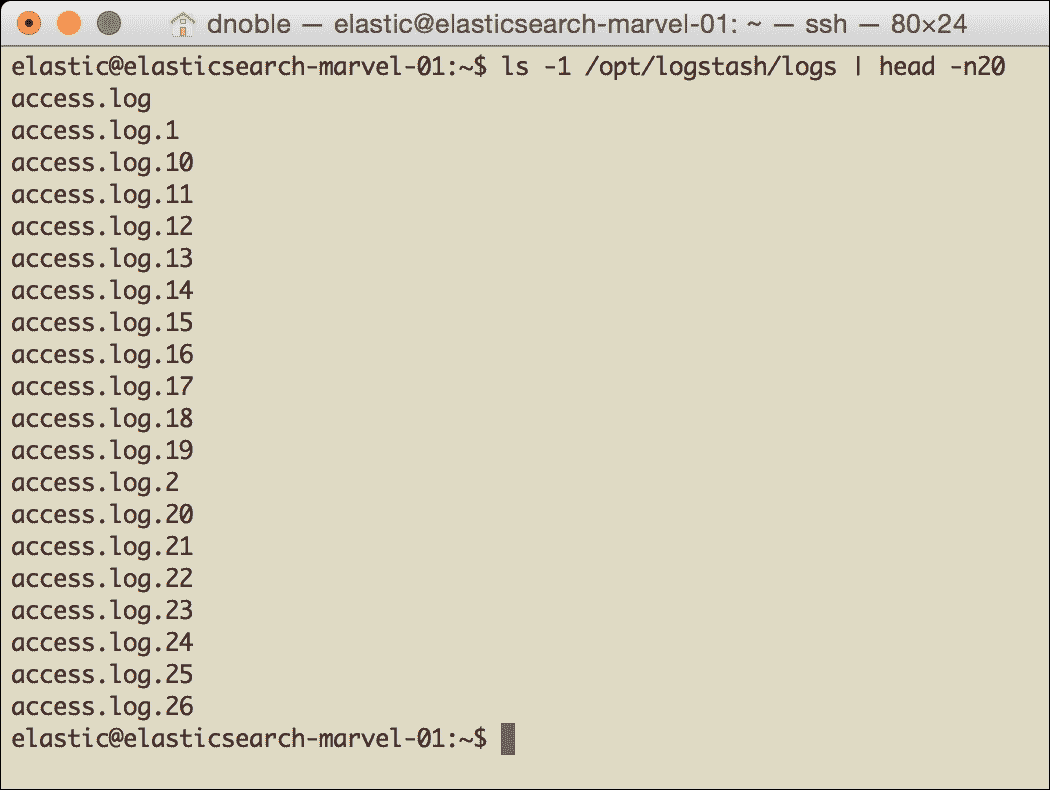 dnoble — elastic@elasticsearch-marvel-01: ~ — ssh — 80×24
elastic@elasticsearch-marvel-01:~$ ls -1 /opt/logstash/logs | head -n20
access.log
access.log.1
access.log.10
access.log.11
access.log.12
access.log.13
access.log.14
access.log.15
access.log.16
access.log.17
access.log.18
access.log.19
access.log.2
access.log.20
access.log.21
access.log.22
access.log.23
access.log.24
access.log.25
access.log.26
elastic@elasticsearch-marvel-01:~$